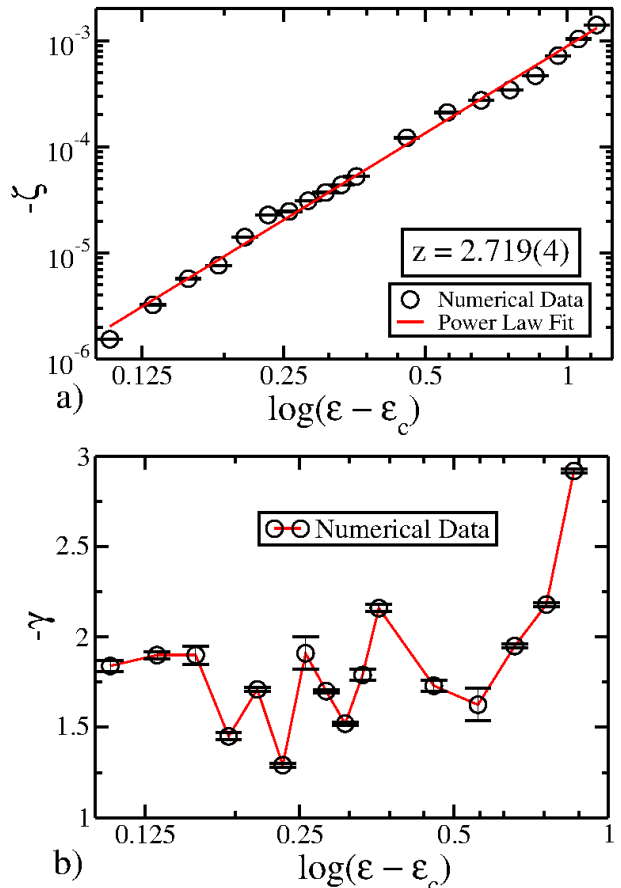 10^-3
10^-4
10^-5
10^-6
-ζ
z = 2.719(4)
Numerical Data
Power Law Fit
0.125
0.25
0.5
1
log(ε - ε_c)
a)
3
2.5
2
1.5
1
-γ
Numerical Data
0.125
0.25
0.5
1
log(ε - ε_c)
b)